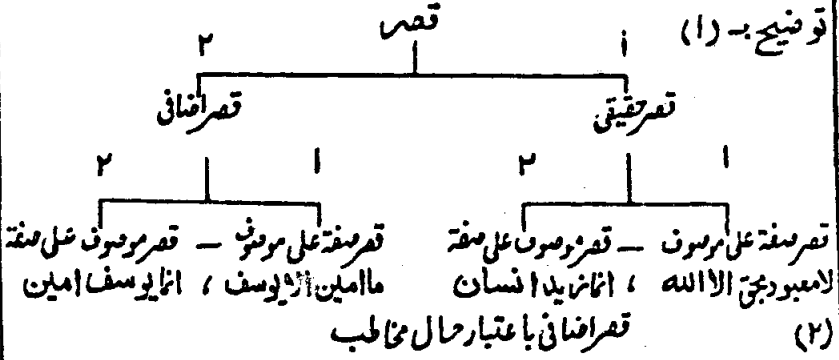 توضیح:- (۱) قصر
۱ ۲
قصر حقیقی قصر اضافی
۱ ۲ ۱ ۲
قصر صفة علی موصوف — قصر موصوف علی صفة قصر صفة علی موصوف — قصر موصوف علی صفة
لا معبود بحق الا الله ، انما زید انسان ما امین الا یوسف ، انما یوسف امین
(۲) قصر اضافی باعتبار حال مخاطب